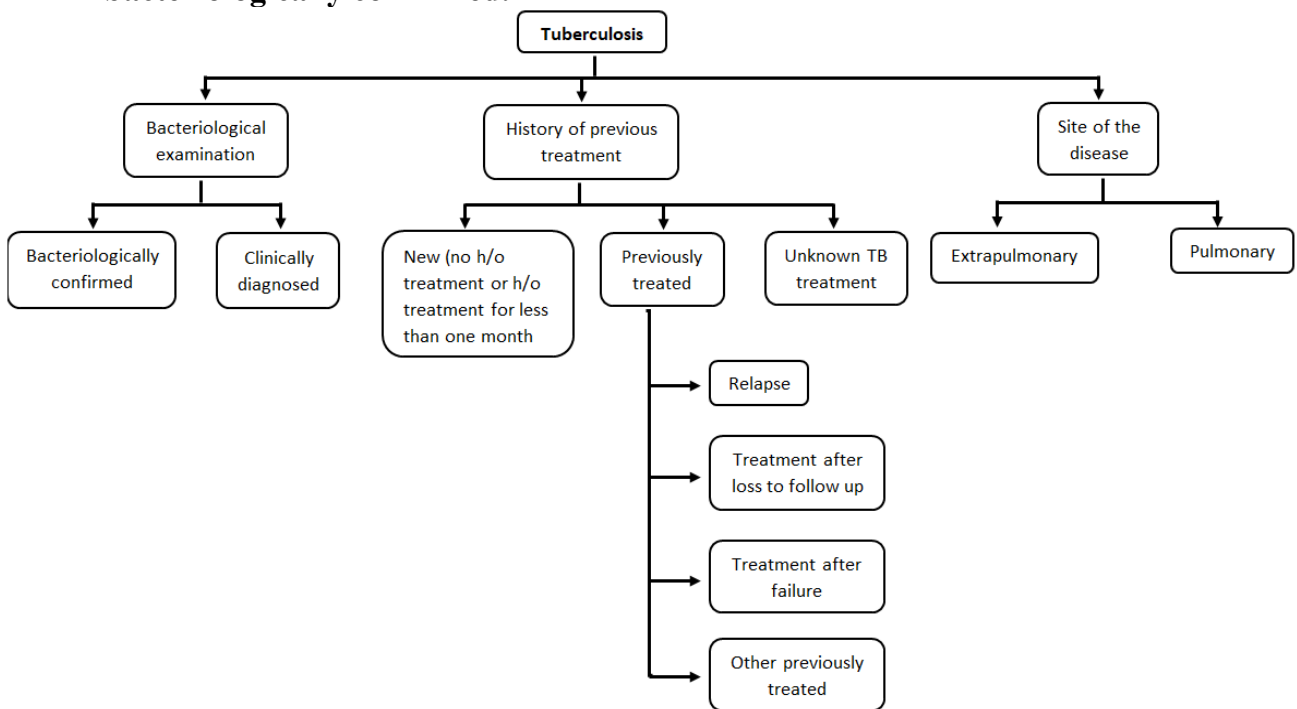 Tuberculosis
Bacteriological
examination
History of previous
treatment
Site of the
disease
Bacteriologically
confirmed
Clinically
diagnosed
New (no h/o
treatment or h/o
treatment for less
than one month
Previously
treated
Unknown TB
treatment
Extrapulmonary
Pulmonary
Relapse
Treatment after
loss to follow up
Treatment after
failure
Other previously
treated